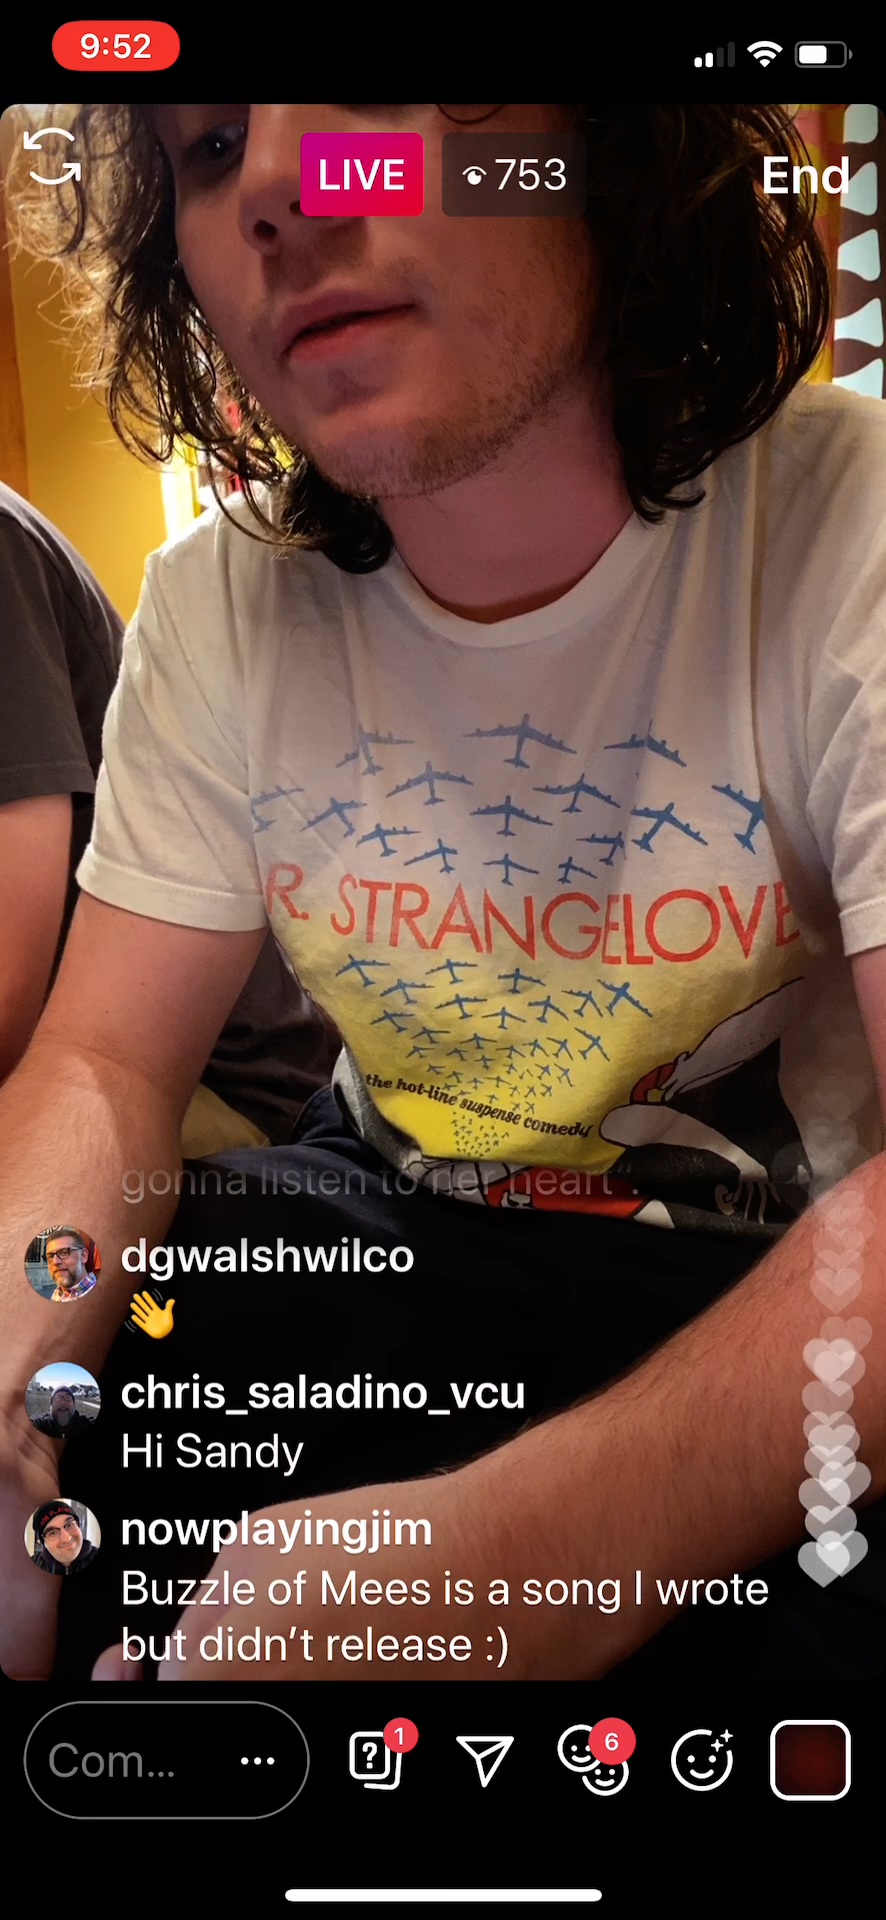 9:52
LIVE
753
End
R. STRANGELOVE
the hot-line suspense comedy
gonna listen to her heart".
dgwalshwilco
👋
chris_saladino_vcu
Hi Sandy
nowplayingjim
Buzzle of Mees is a song I wrote
but didn't release :)
Com...
1
6